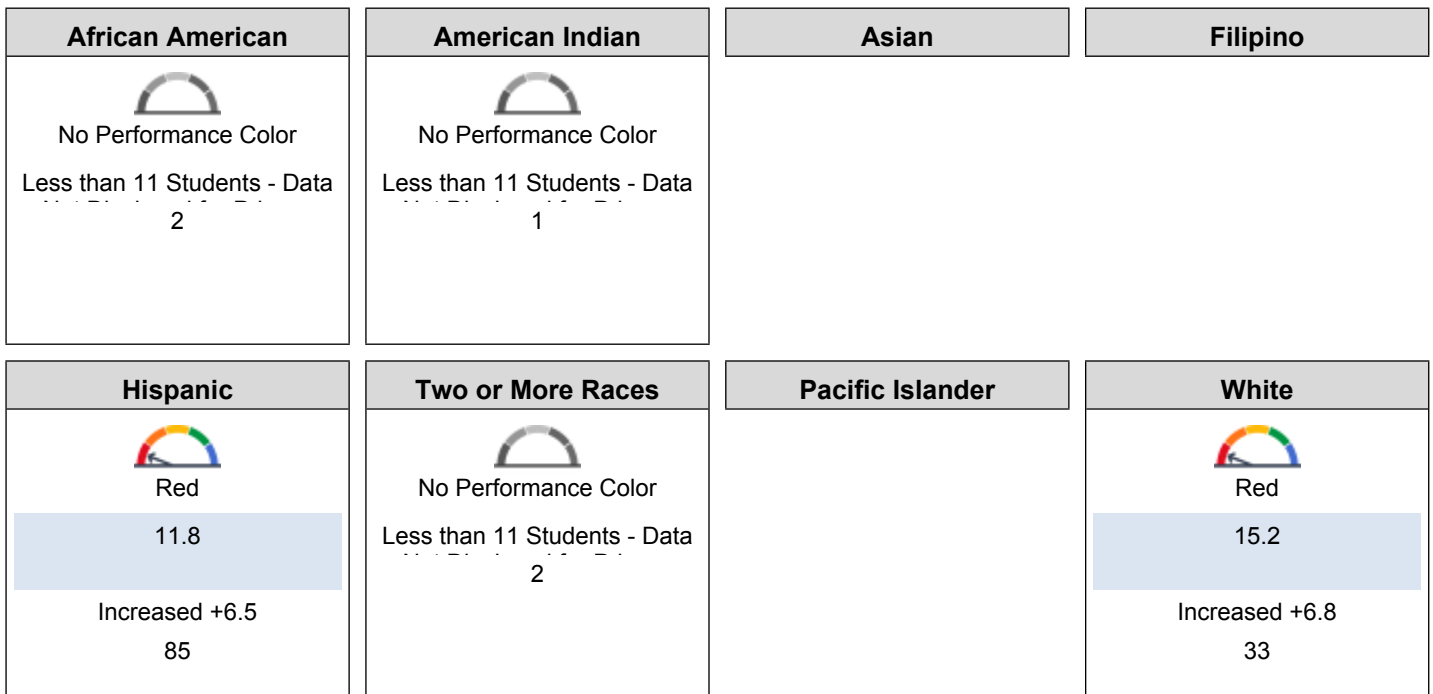 African American
American Indian
Asian
Filipino
No Performance Color
Less than 11 Students - Data
2
No Performance Color
Less than 11 Students - Data
1
Hispanic
Two or More Races
Pacific Islander
White
Red
11.8
Increased +6.5
85
No Performance Color
Less than 11 Students - Data
2
Red
15.2
Increased +6.8
33